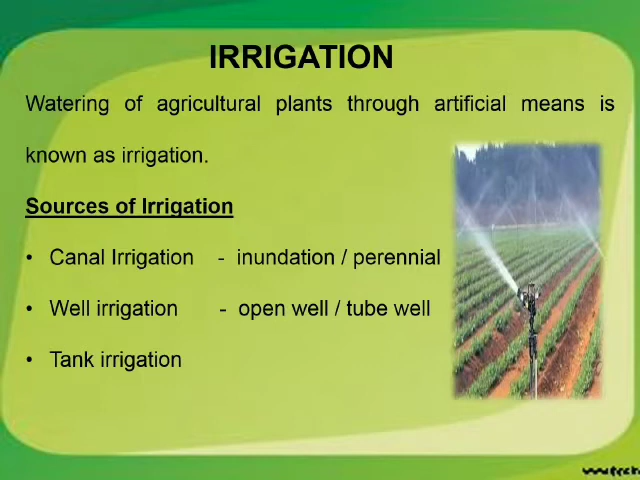 IRRIGATION
Watering of agricultural plants through artificial means is
known as irrigation.
Sources of Irrigation
• Canal Irrigation - inundation / perennial
• Well irrigation - open well / tube well
• Tank irrigation